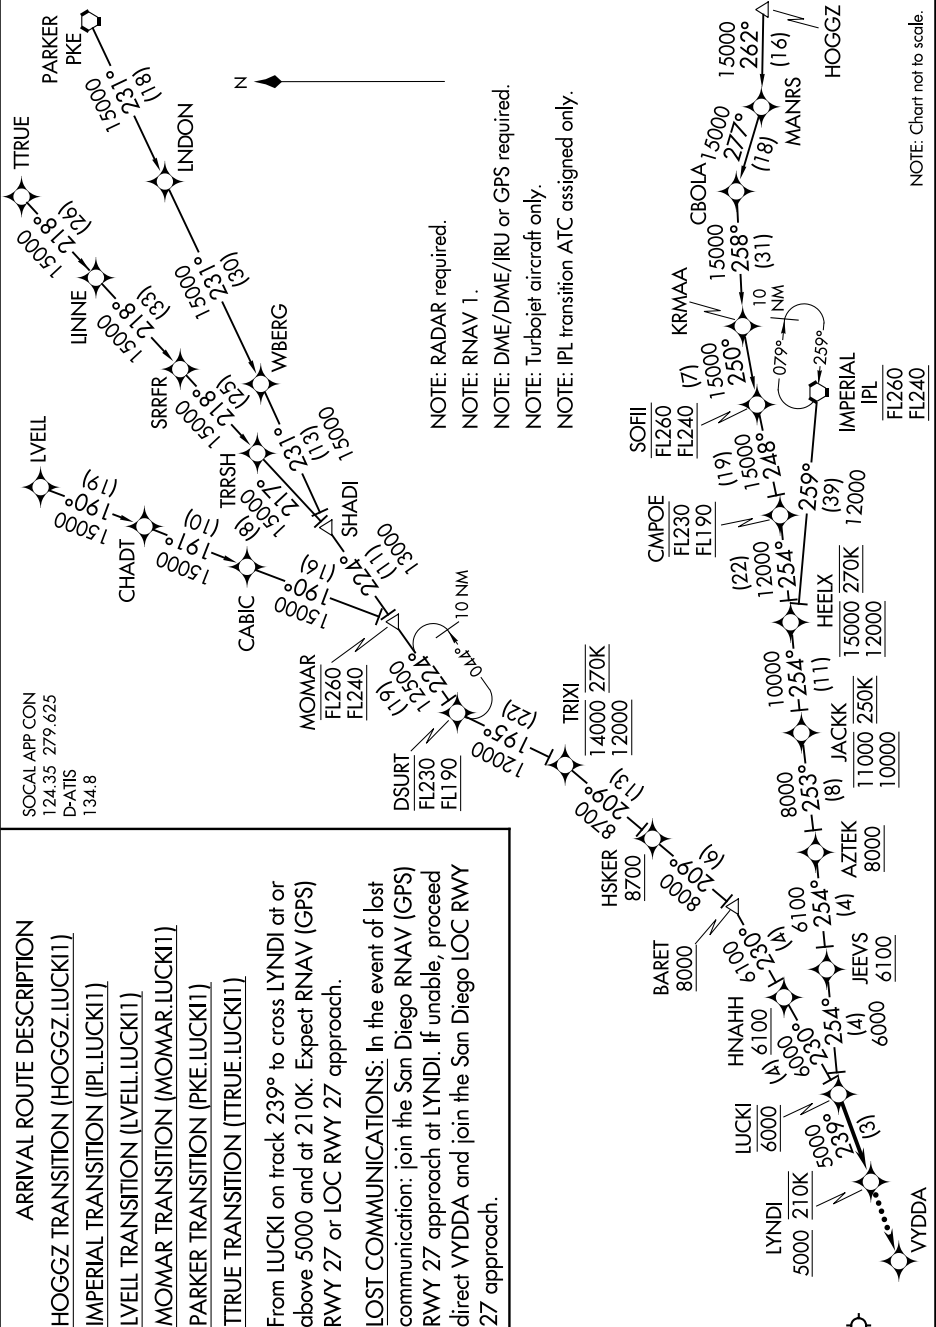 ARRIVAL ROUTE DESCRIPTION
HOGGZ TRANSITION (HOGGZ.LUCKI1)
IMPERIAL TRANSITION (IPL.LUCKI1)
LVELL TRANSITION (LVELL.LUCKI1)
MOMAR TRANSITION (MOMAR.LUCKI1)
PARKER TRANSITION (PKE.LUCKI1)
TTRUE TRANSITION (TTRUE.LUCKI1)
From LUCKI on track 239° to cross LYNDI at or
above 5000 and at 210K. Expect RNAV (GPS)
RWY 27 or LOC RWY 27 approach.
LOST COMMUNICATIONS: In the event of lost
communication: join the San Diego RNAV (GPS)
RWY 27 approach at LYNDI. If unable, proceed
direct VYDDA and join the San Diego LOC RWY
27 approach.
SOCAL APP CON
124.35 279.625
D-ATIS
134.8
LVELL
15000
190°
(19)
CHADT
15000
191°
(10)
CABIC
15000
190°
(16)
TTRUE
15000
218°
(26)
LINNE
15000
218°
(33)
SRRFR
15000
218°
(25)
TRRSH
15000
217°
(8)
PARKER
PKE
15000
231°
(18)
LNDON
15000
231°
(30)
WBERG
231°
(13)
15000
SHADI
224°
(11)
13000
MOMAR
FL260
FL240
(19)
12500
224°
10 NM
044°
DSURT
FL230
FL190
12000
195°
(22)
TRIXI
14000 270K
12000
8700
209°
(13)
HSKER
8700
8000
209°
(6)
BARET
8000
6100
230°
(4)
HNAHH
6100
6000
230°
(4)
N
NOTE: RADAR required.
NOTE: RNAV 1.
NOTE: DME/DME/IRU or GPS required.
NOTE: Turbojet aircraft only.
NOTE: IPL transition ATC assigned only.
HOGGZ
15000
262°
(16)
MANRS
15000
277°
(18)
CBOLA
15000
258°
(31)
KRMAA
(7)
15000
250°
SOFII
FL260
FL240
(19)
15000
248°
CMPOE
FL230
FL190
(22)
12000
254°
10
NM
079°
259°
IMPERIAL
IPL
FL260
FL240
259°
(39)
12000
HEELX
15000 270K
12000
10000
254°
(11)
JACKK
11000 250K
10000
8000
253°
(8)
AZTEK
8000
6100
254°
(4)
JEEVS
6100
254°
(4)
6000
LUCKI
6000
5000
239°
(3)
LYNDI
5000 210K
VYDDA
NOTE: Chart not to scale.